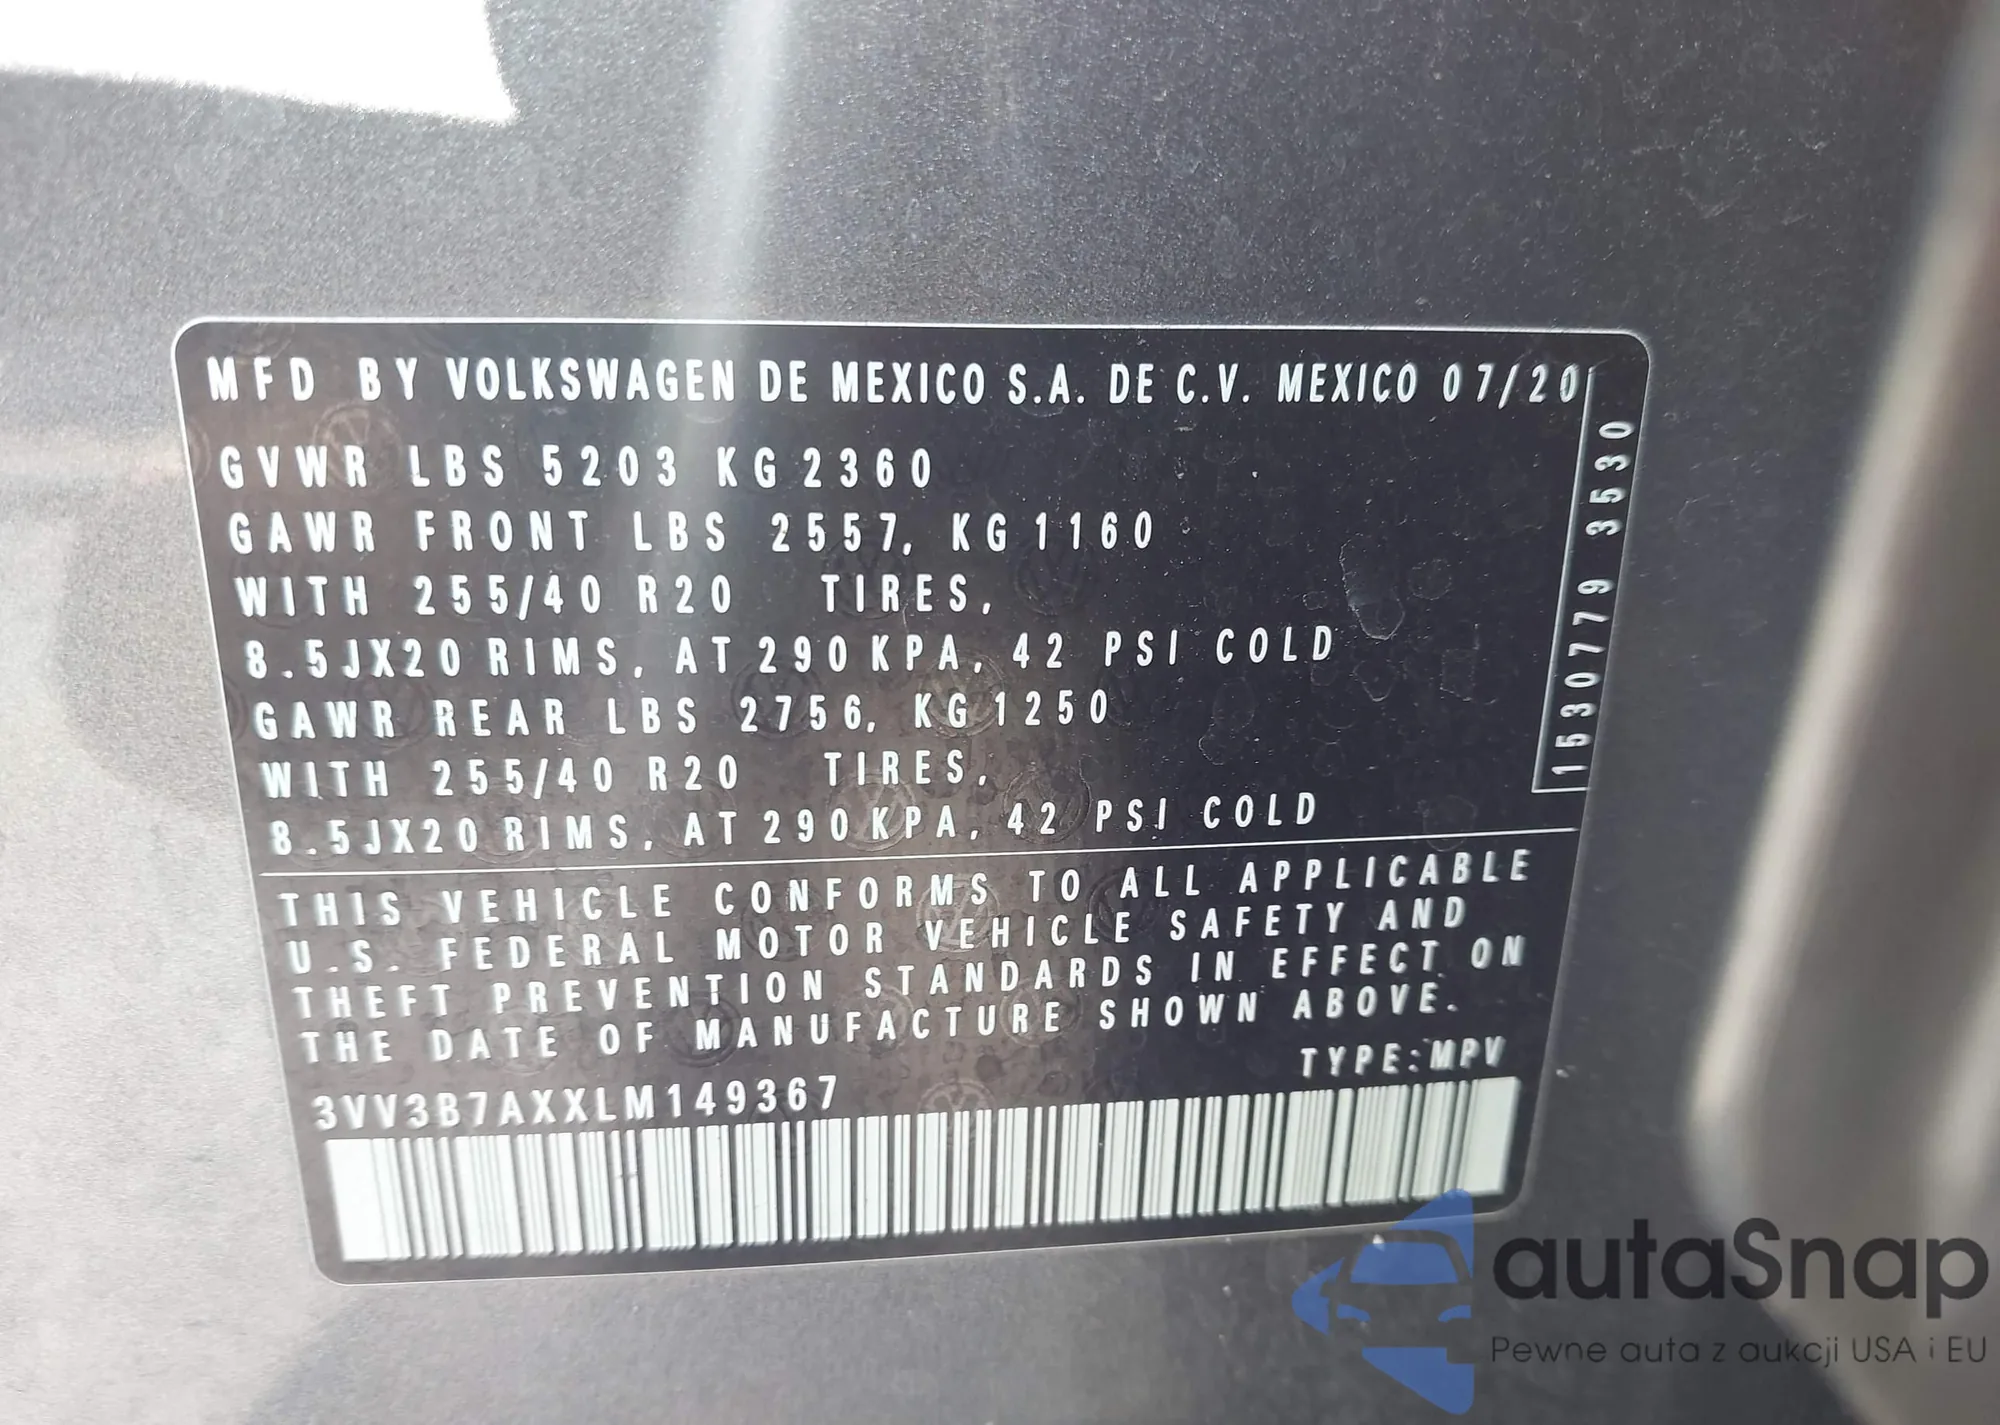 MFD BY VOLKSWAGEN DE MEXICO S.A. DE C.V. MEXICO 07/20
GVWR LBS 5203 KG 2360
GAWR FRONT LBS 2557, KG 1160
WITH 255/40 R20 TIRES,
8.5JX20 RIMS, AT 290 KPA, 42 PSI COLD
GAWR REAR LBS 2756, KG 1250
WITH 255/40 R20 TIRES,
8.5JX20 RIMS, AT 290 KPA, 42 PSI COLD
1530779 3530
THIS VEHICLE CONFORMS TO ALL APPLICABLE
U.S. FEDERAL MOTOR VEHICLE SAFETY AND
THEFT PREVENTION STANDARDS IN EFFECT ON
THE DATE OF MANUFACTURE SHOWN ABOVE.
TYPE: MPV
3VV3B7AXXLM149367
autaSnap
Pewne auta z aukcji USA i EU